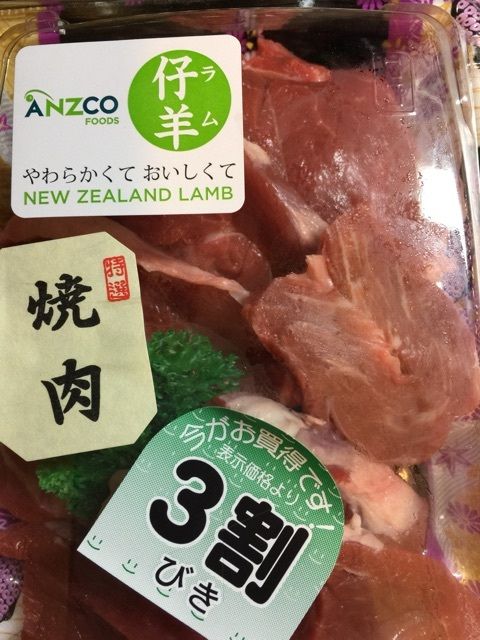 ANZCO
FOODS
仔羊
ラム
やわらかくて おいしくて
NEW ZEALAND LAMB
特選
焼肉
今がお買得です!
表示価格より
3割
びき